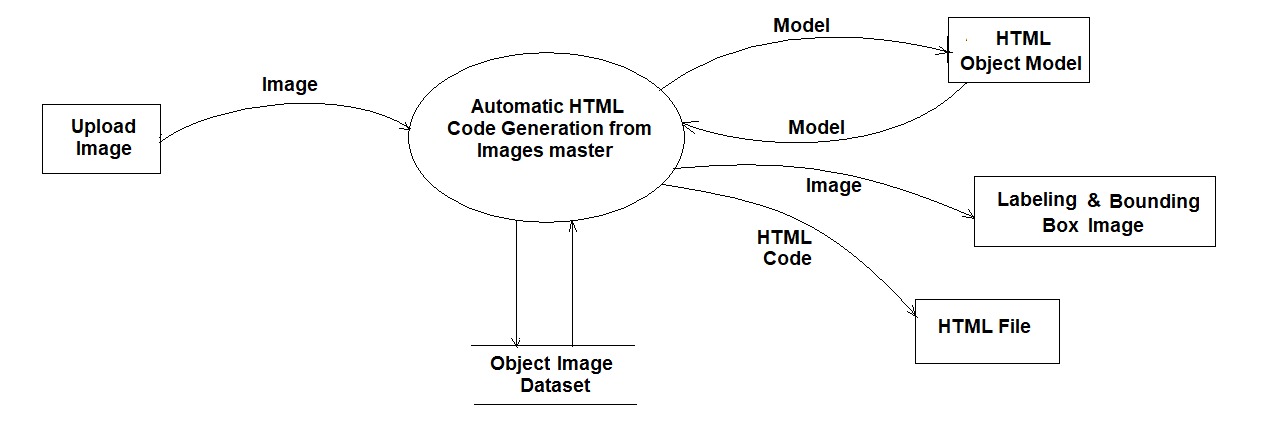 Model
HTML
Object Model
Image
Upload
Image
Automatic HTML
Code Generation from
Images master
Model
Image
Labeling & Bounding
Box Image
HTML
Code
HTML File
Object Image
Dataset